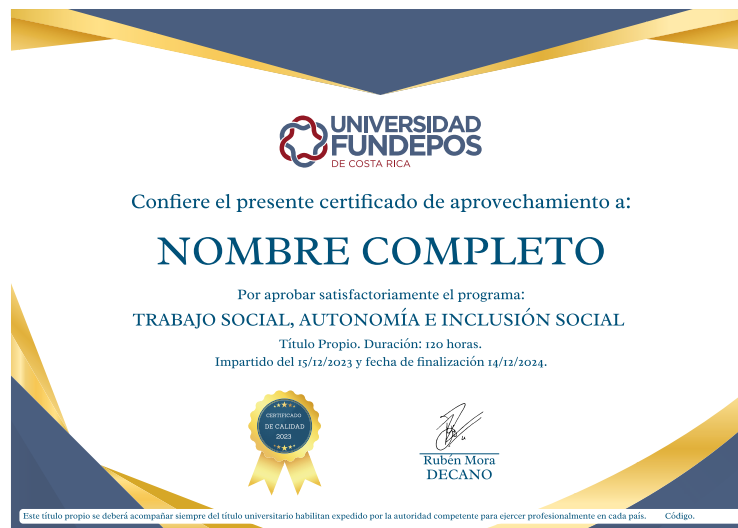 UNIVERSIDAD
FUNDEPOS
DE COSTA RICA
Confiere el presente certificado de aprovechamiento a:
NOMBRE COMPLETO
Por aprobar satisfactoriamente el programa:
TRABAJO SOCIAL, AUTONOMÍA E INCLUSIÓN SOCIAL
Título Propio. Duración: 120 horas.
Impartido del 15/12/2023 y fecha de finalización 14/12/2024.
CERTIFICADO
DE CALIDAD
2023
Rubén Mora
DECANO
Este título propio se deberá acompañar siempre del título universitario habilitan expedido por la autoridad competente para ejercer profesionalmente en cada país. Código.